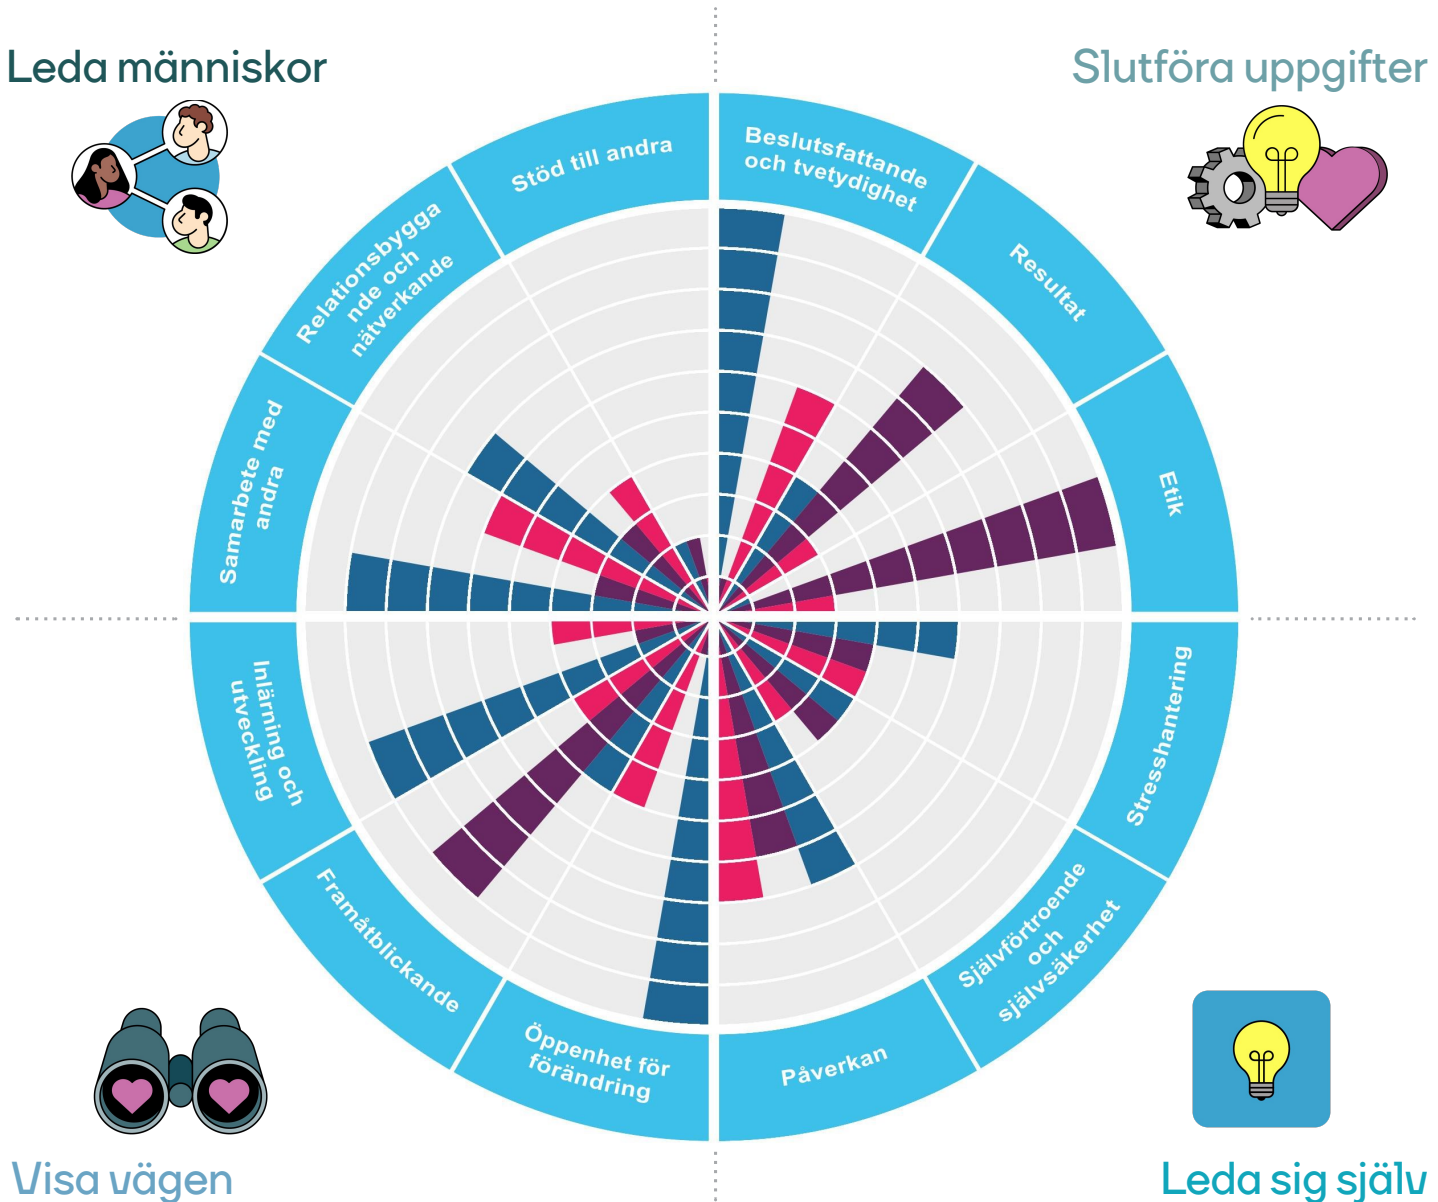 Leda människor
Slutföra uppgifter
Stöd till andra
Beslutsfattande
och tvetydighet
Relationsbygga
nde och
nätverkande
Resultat
Samarbete med
andra
Etik
Inlärning och
utveckling
Stresshantering
Framåtblickande
Självförtroende
och
självsäkerhet
Öppenhet för
förändring
Påverkan
Visa vägen
Leda sig själv